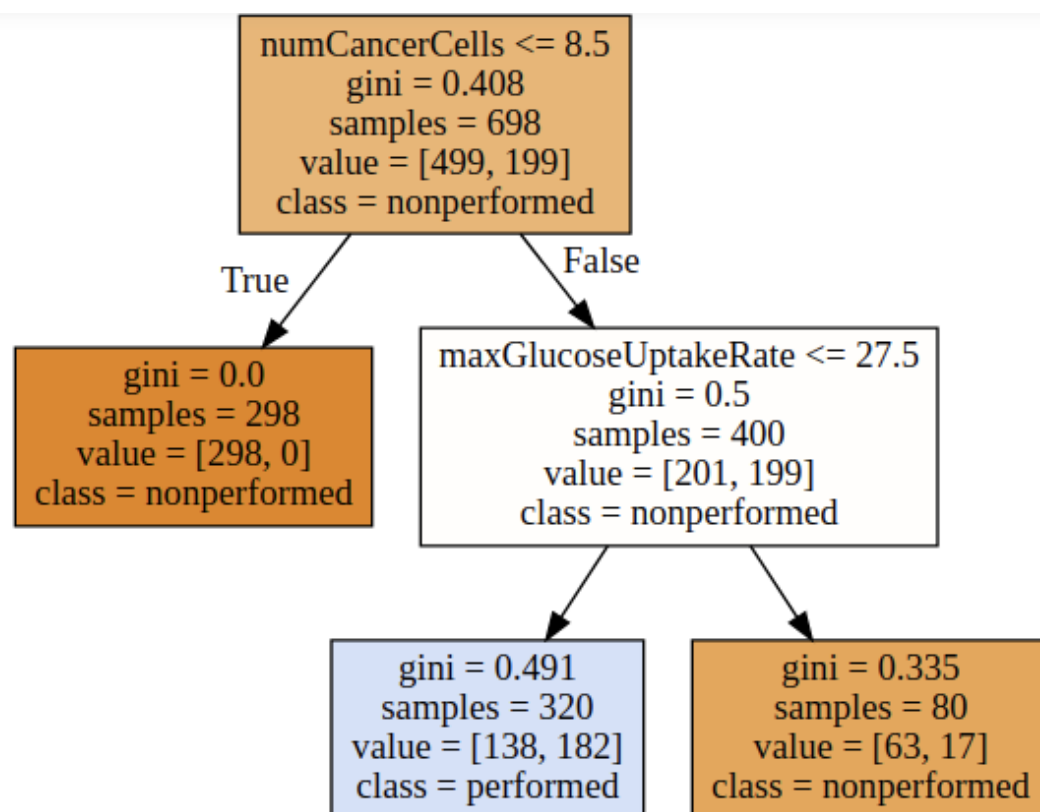 numCancerCells <= 8.5
gini = 0.408
samples = 698
value = [499, 199]
class = nonperformed
True
False
gini = 0.0
samples = 298
value = [298, 0]
class = nonperformed
maxGlucoseUptakeRate <= 27.5
gini = 0.5
samples = 400
value = [201, 199]
class = nonperformed
gini = 0.491
samples = 320
value = [138, 182]
class = performed
gini = 0.335
samples = 80
value = [63, 17]
class = nonperformed